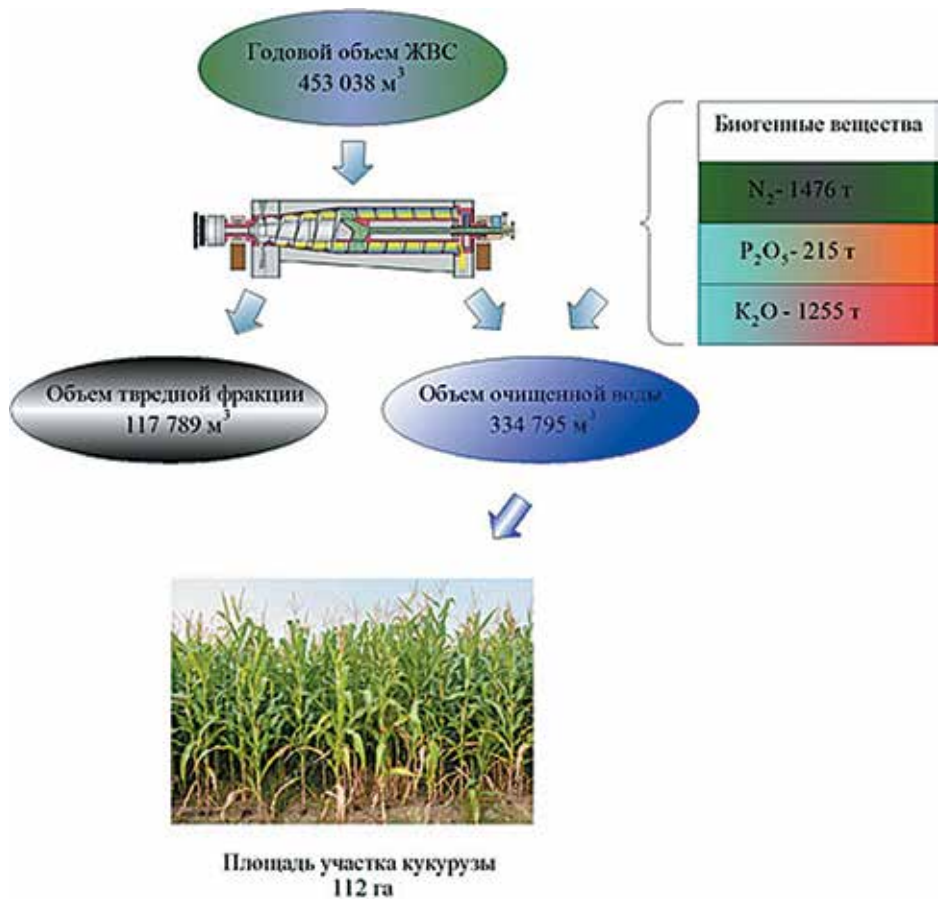 Годовой объем ЖВС
453 038 м³
Биогенные вещества
N₂- 1476 т
P₂O₅- 215 т
K₂O - 1255 т
Объем твредной фракции
117 789 м³
Объем очищенной воды
334 795 м³
Площадь участка кукурузы
112 га